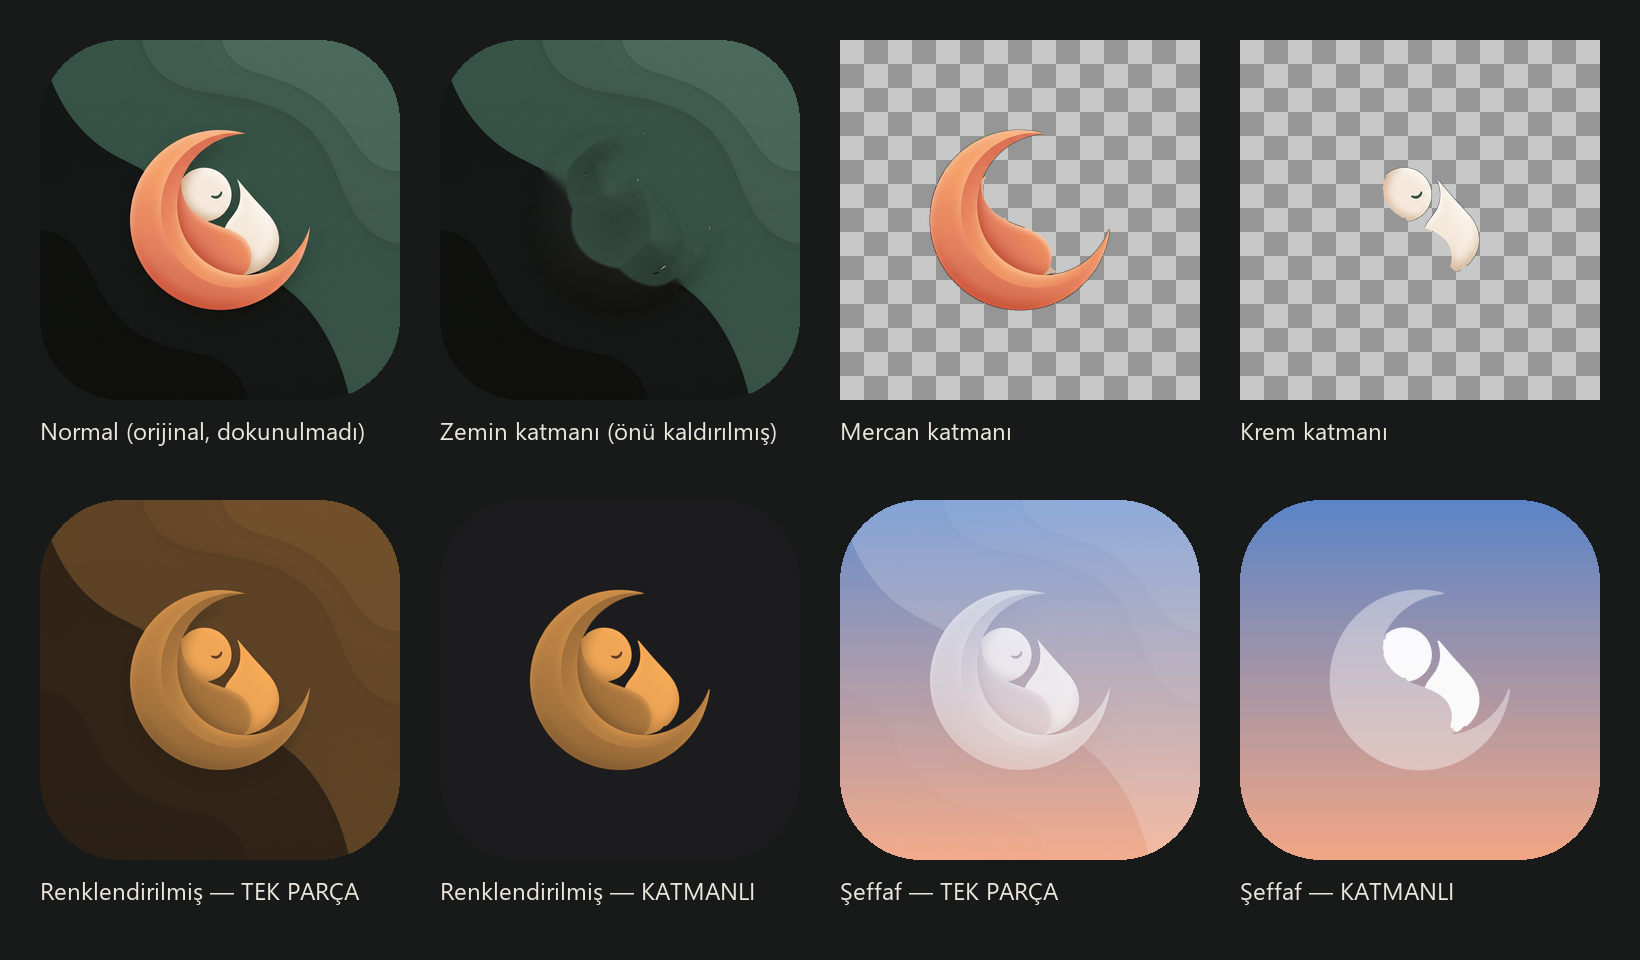 Normal (orijinal, dokunulmadı)
Zemin katmanı (önü kaldırılmış)
Mercan katmanı
Krem katmanı
Renklendirilmiş — TEK PARÇA
Renklendirilmiş — KATMANLI
Şeffaf — TEK PARÇA
Şeffaf — KATMANLI